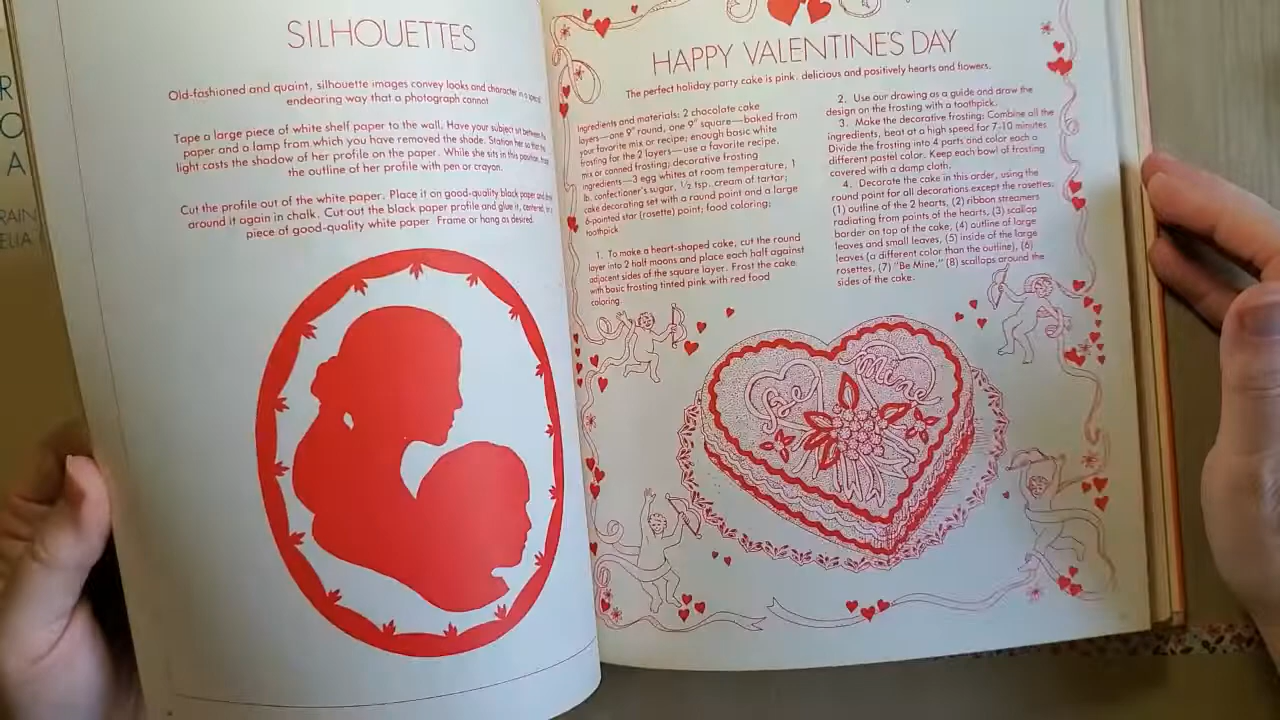 R
O
A
RAIN
ELIA
SILHOUETTES
Old-fashioned and quaint, silhouette images convey looks and character in a special
endearing way that a photograph cannot
Tape a large piece of white shelf paper to the wall. Have your subject sit between the
paper and a lamp from which you have removed the shade. Station her so that the
light casts the shadow of her profile on the paper. While she sits in this position, trace
the outline of her profile with pen or crayon.
Cut the profile out of the white paper. Place it on good-quality black paper and
around it again in chalk. Cut out the black paper profile and glue it, centered,
piece of good-quality white paper Frame or hang as desired.
HAPPY VALENTINE'S DAY
The perfect holiday party cake is pink. delicious and positively hearts and flowers.
Ingredients and materials: 2 chocolate cake
layers—one 9" round, one 9" square—baked from
your favorite mix or recipe; enough basic white
frosting for the 2 layers—use a favorite recipe,
mix or canned frosting; decorative frosting
ingredients—3 egg whites at room temperature, 1
lb. confectioner's sugar, 1/2 tsp. cream of tartar;
cake decorating set with a round point and a large
6-pointed star (rosette) point; food coloring;
toothpick
1. To make a heart-shaped cake, cut the round
layer into 2 half moons and place each half against
adjacent sides of the square layer. Frost the cake
with basic frosting tinted pink with red food
coloring.
2. Use our drawing as a guide and draw the
design on the frosting with a toothpick.
3. Make the decorative frosting: Combine all the
ingredients, beat at a high speed for 7-10 minutes
Divide the frosting into 4 parts and color each a
different pastel color. Keep each bowl of frosting
covered with a damp cloth.
4. Decorate the cake in this order, using the
round point for all decorations except the rosettes:
(1) outline of the 2 hearts, (2) ribbon streamers
radiating from points of the hearts, (3) scallop
border on top of the cake, (4) outline of large
leaves and small leaves, (5) inside of the large
leaves (a different color than the outline), (6)
rosettes, (7) "Be Mine," (8) scallops around the
sides of the cake.
Be Mine